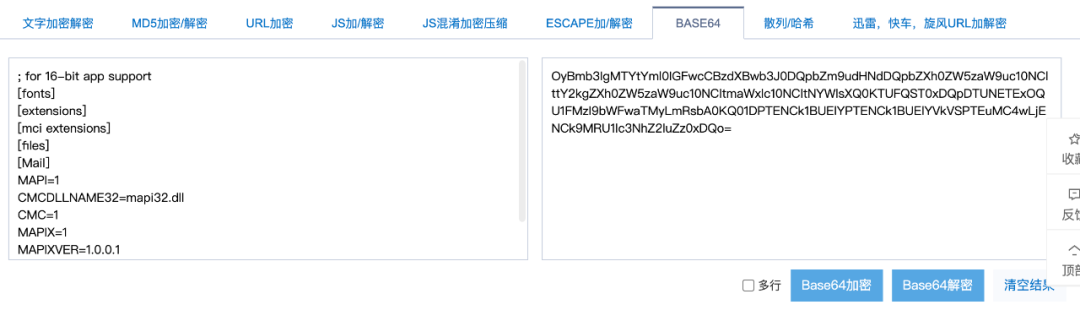 文字加密解密 MD5加密/解密 URL加密 JS加/解密 JS混淆加密压缩 ESCAPE加/解密 BASE64 散列/哈希 迅雷，快车，旋风URL加解密
; for 16-bit app support
[fonts]
[extensions]
[mci extensions]
[files]
[Mail]
MAPI=1
CMCDLLNAME32=mapi32.dll
CMC=1
MAPIX=1
MAPIXVER=1.0.0.1
OyBmb3IgMTYtYml0IGFwcCBzdXBwb3J0DQpbZm9udHNdDQpbZXh0ZW5zaW9uc10NCl
ttY2kgZXh0ZW5zaW9uc10NCltmaWxlc10NCltNYWlsXQ0KTUFQST0xDQpDTUNETExOQ
U1FMzI9bWFwaTMyLmRsbA0KQ01DPTENCk1BUElYPTENCk1BUElYVkVSPTEuMC4wLjE
NCk9MRU1lc3NhZ2luZz0xDQo=
收藏
反馈
顶部
多行 Base64加密 Base64解密 清空结果